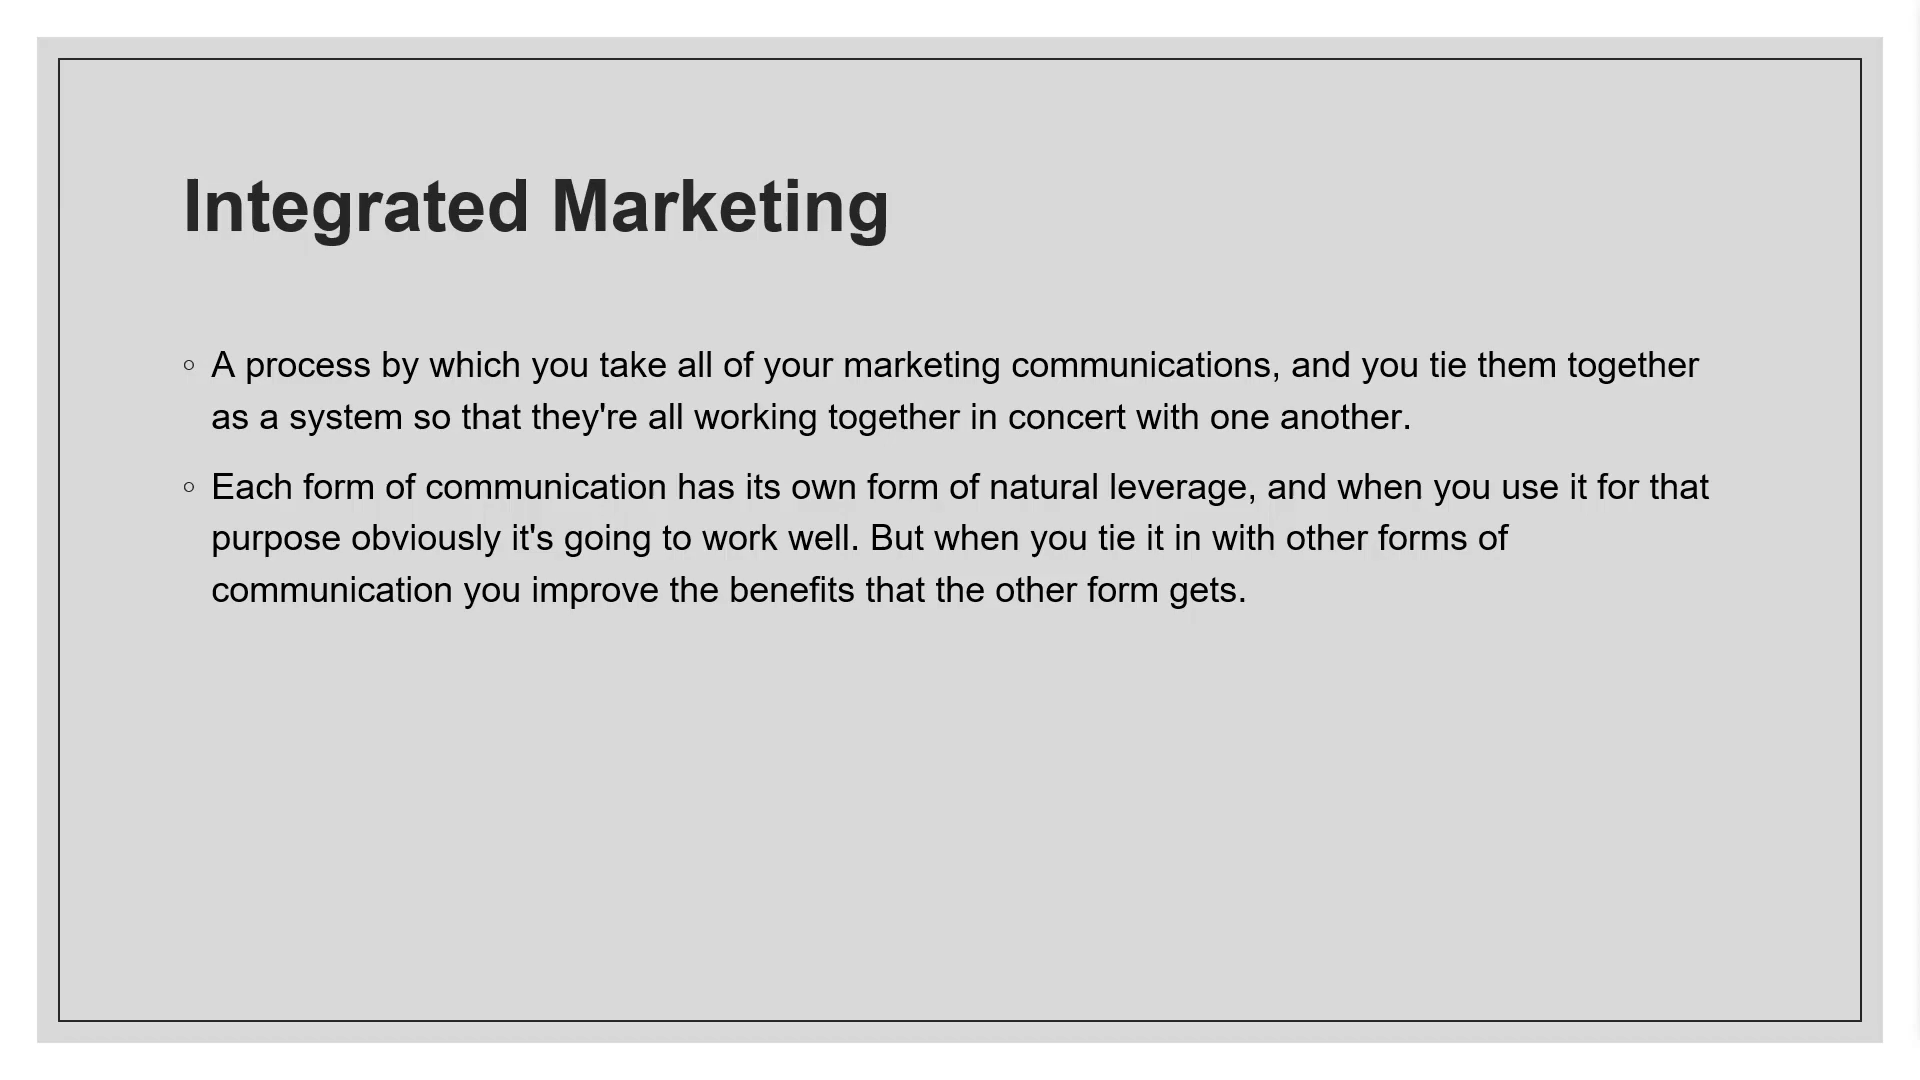 Integrated Marketing
◦ A process by which you take all of your marketing communications, and you tie them together
as a system so that they're all working together in concert with one another.
◦ Each form of communication has its own form of natural leverage, and when you use it for that
purpose obviously it's going to work well. But when you tie it in with other forms of
communication you improve the benefits that the other form gets.